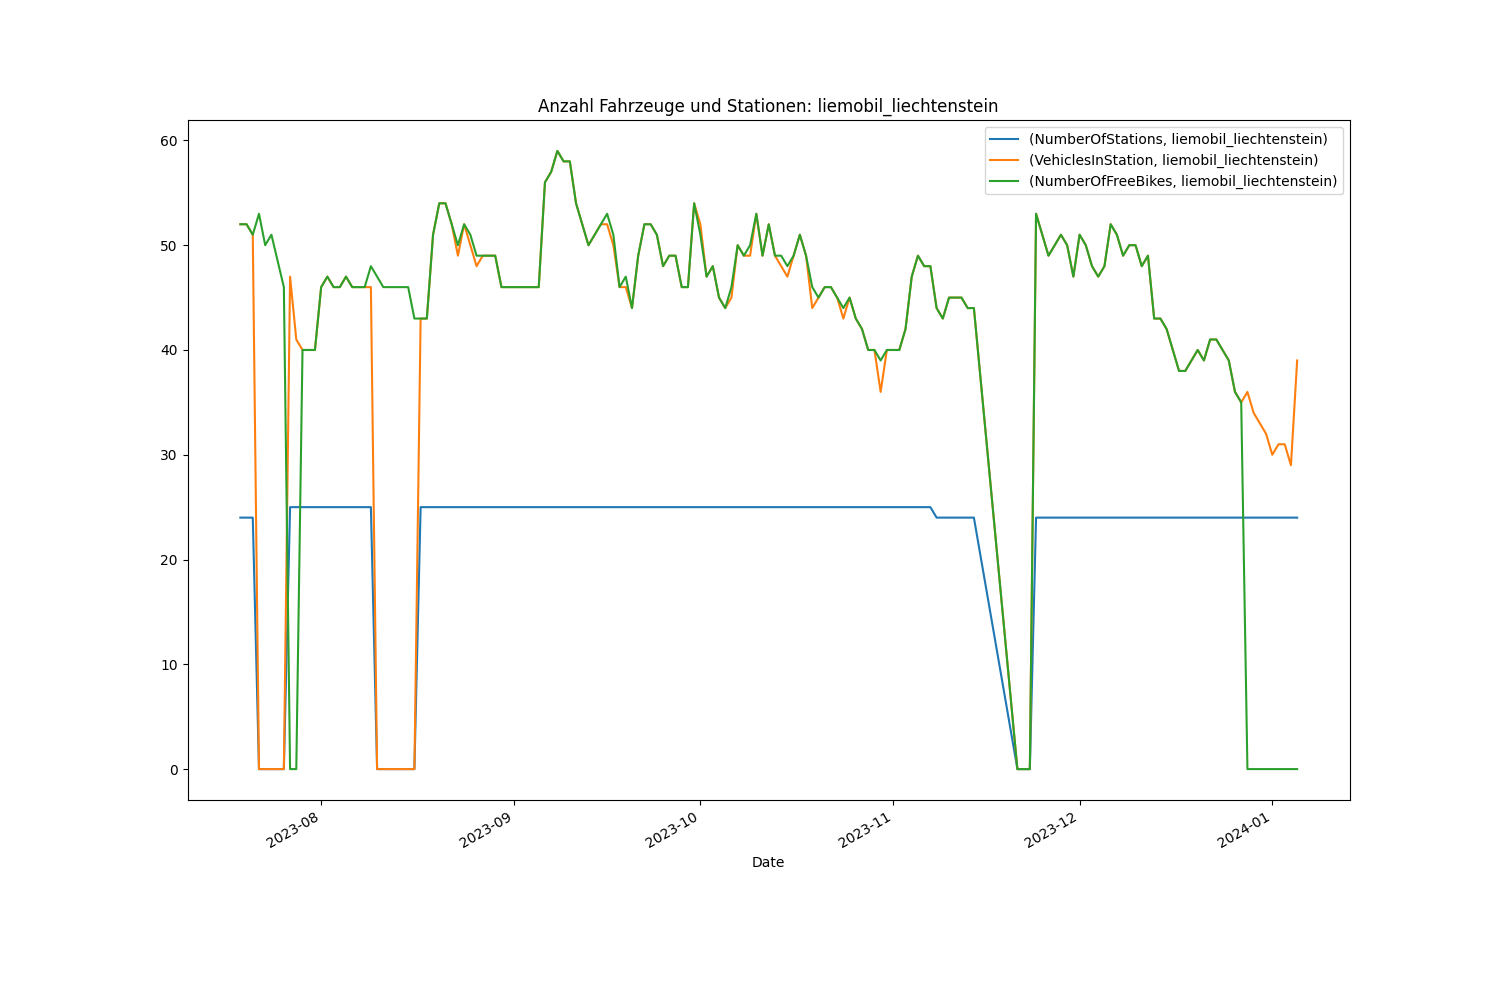 Anzahl Fahrzeuge und Stationen: liemobil_liechtenstein
(NumberOfStations, liemobil_liechtenstein)
(VehiclesInStation, liemobil_liechtenstein)
(NumberOfFreeBikes, liemobil_liechtenstein)
60
50
40
30
20
10
0
2023-08
2023-09
2023-10
2023-11
2023-12
2024-01
Date